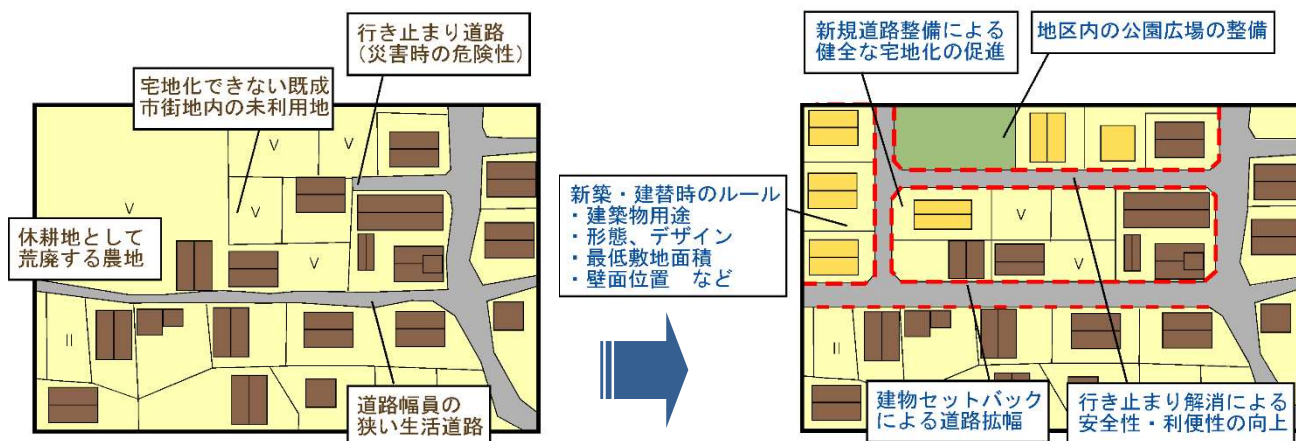 行き止まり道路
（災害時の危険性）
宅地化できない既成
市街地内の未利用地
休耕地として
荒廃する農地
道路幅員の
狭い生活道路
新規道路整備による
健全な宅地化の促進
地区内の公園広場の整備
新築・建替時のルール
・建築物用途
・形態、デザイン
・最低敷地面積
・壁面位置　など
建物セットバック
による道路拡幅
行き止まり解消による
安全性・利便性の向上